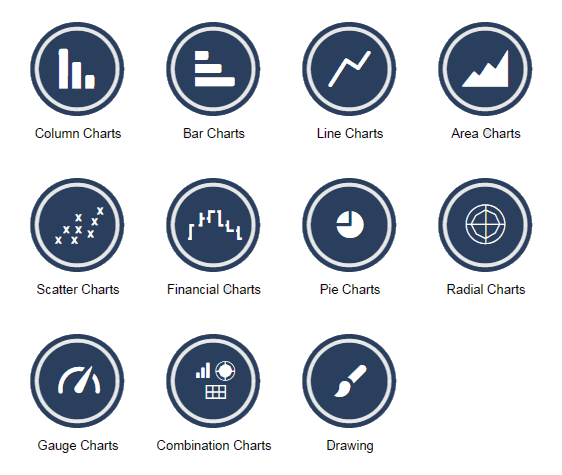 Column Charts
Bar Charts
Line Charts
Area Charts
Scatter Charts
Financial Charts
Pie Charts
Radial Charts
Gauge Charts
Combination Charts
Drawing